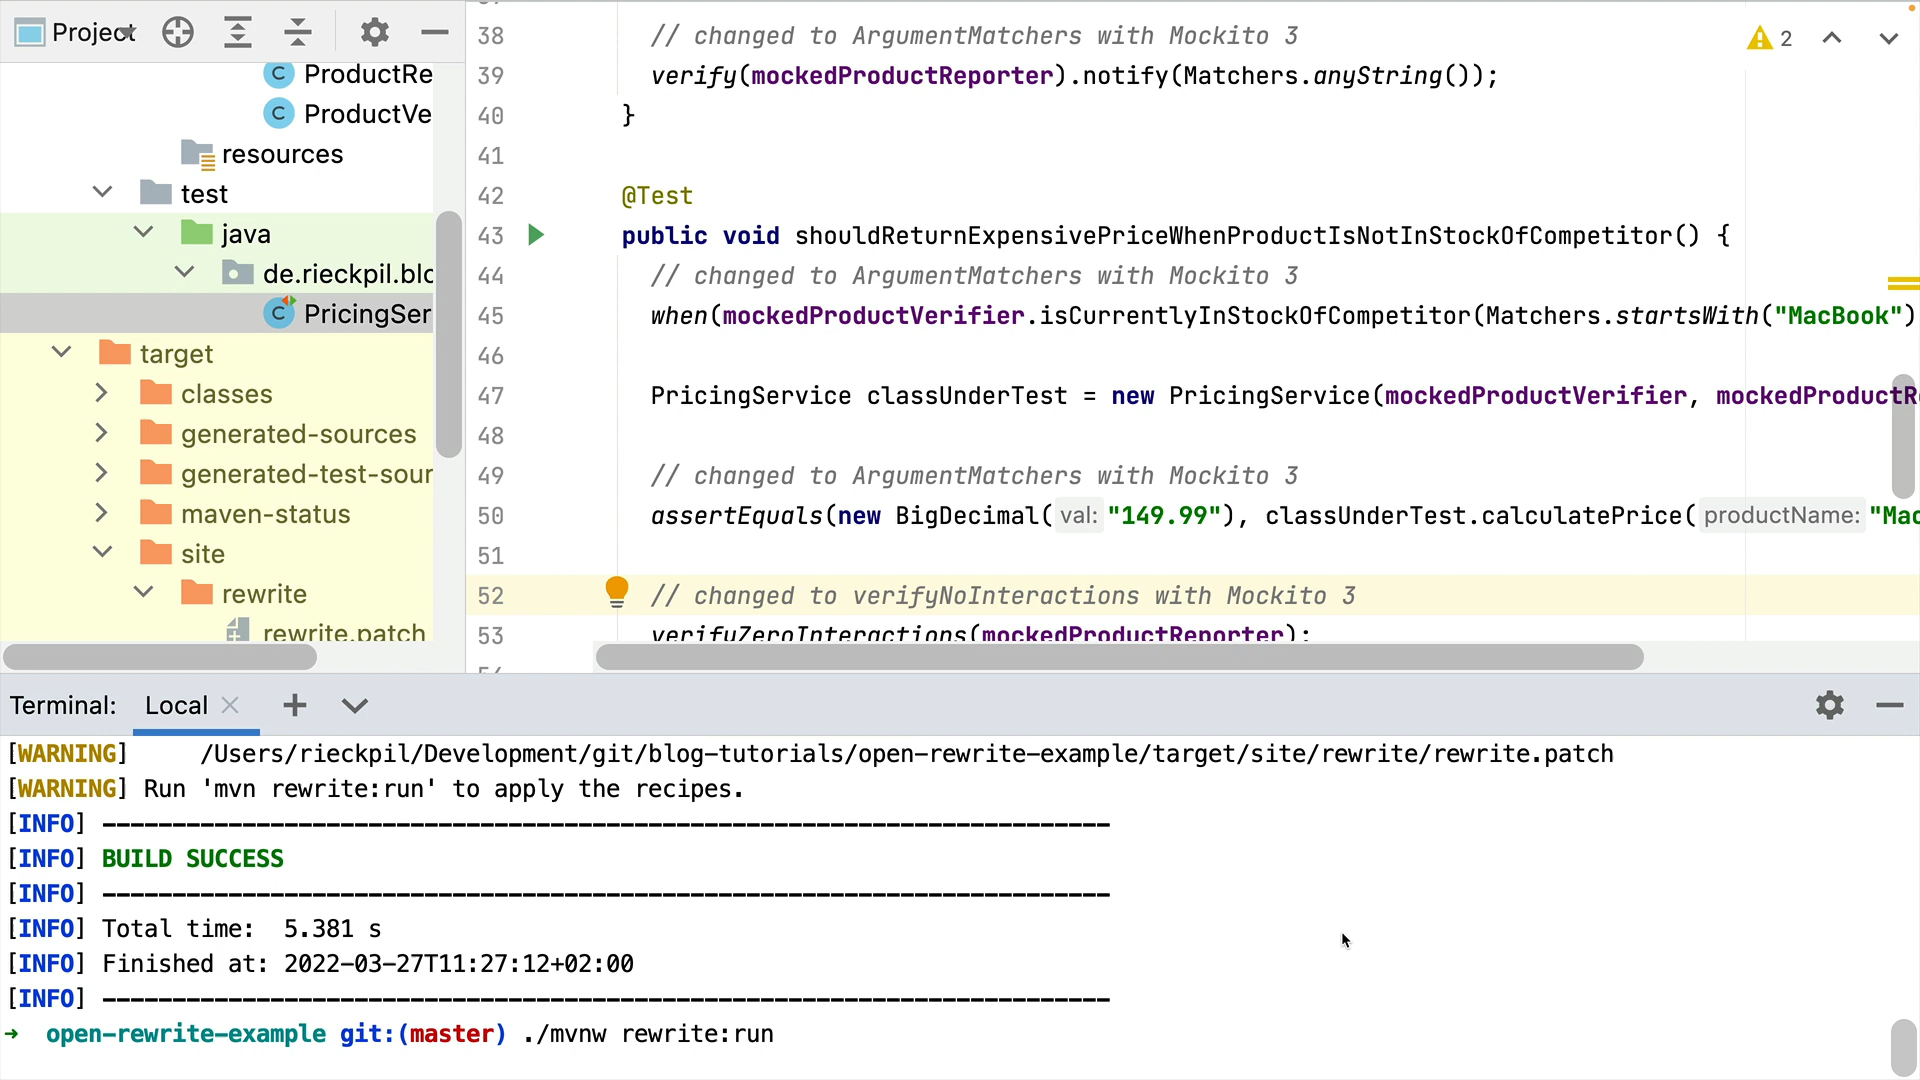 Project
ProductRe
ProductVe
resources
test
java
de.rieckpil.blo
PricingSer
target
classes
generated-sources
generated-test-sour
maven-status
site
rewrite
rewrite.patch
2
38 // changed to ArgumentMatchers with Mockito 3
39 verify(mockedProductReporter).notify(Matchers.anyString());
40 }
41
42 @Test
43 public void shouldReturnExpensivePriceWhenProductIsNotInStockOfCompetitor() {
44 // changed to ArgumentMatchers with Mockito 3
45 when(mockedProductVerifier.isCurrentlyInStockOfCompetitor(Matchers.startsWith("MacBook")
46
47 PricingService classUnderTest = new PricingService(mockedProductVerifier, mockedProductRe
48
49 // changed to ArgumentMatchers with Mockito 3
50 assertEquals(new BigDecimal( val: "149.99"), classUnderTest.calculatePrice( productName: "Mac
51
52 // changed to verifyNoInteractions with Mockito 3
53 verifyZeroInteractions(mockedProductReporter);
Terminal: Local
[WARNING] /Users/rieckpil/Development/git/blog-tutorials/open-rewrite-example/target/site/rewrite/rewrite.patch
[WARNING] Run 'mvn rewrite:run' to apply the recipes.
[INFO] ------------------------------------------------------------------------
[INFO] BUILD SUCCESS
[INFO] ------------------------------------------------------------------------
[INFO] Total time: 5.381 s
[INFO] Finished at: 2022-03-27T11:27:12+02:00
[INFO] ------------------------------------------------------------------------
→ open-rewrite-example git:(master) ./mvnw rewrite:run